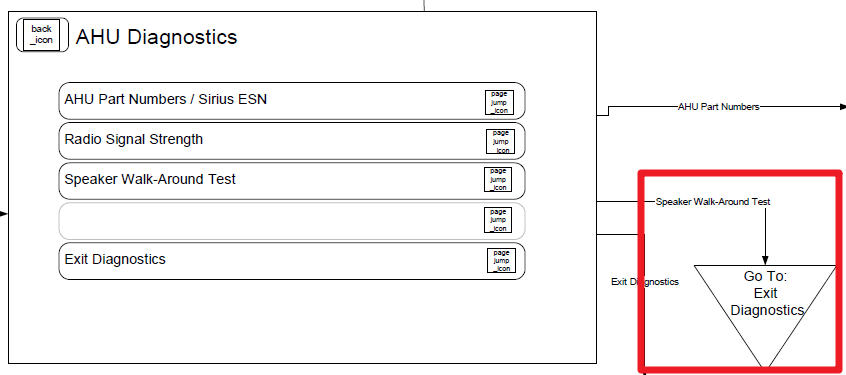 back
_icon
AHU Diagnostics
AHU Part Numbers / Sirius ESN
page
jump
_icon
Radio Signal Strength
page
jump
_icon
Speaker Walk-Around Test
page
jump
_icon
page
jump
_icon
Exit Diagnostics
page
jump
_icon
AHU Part Numbers
Speaker Walk-Around Test
Exit Diagnostics
Go To:
Exit
Diagnostics